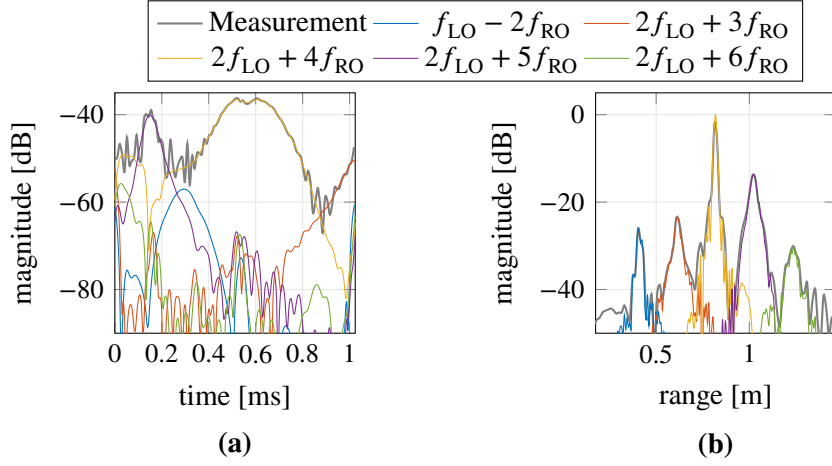 Measurement f_LO − 2f_RO 2f_LO + 3f_RO
2f_LO + 4f_RO 2f_LO + 5f_RO 2f_LO + 6f_RO
magnitude [dB]
−40
−60
−80
0 0.2 0.4 0.6 0.8 1
time [ms]
(a)
magnitude [dB]
0
−20
−40
0.5 1
range [m]
(b)